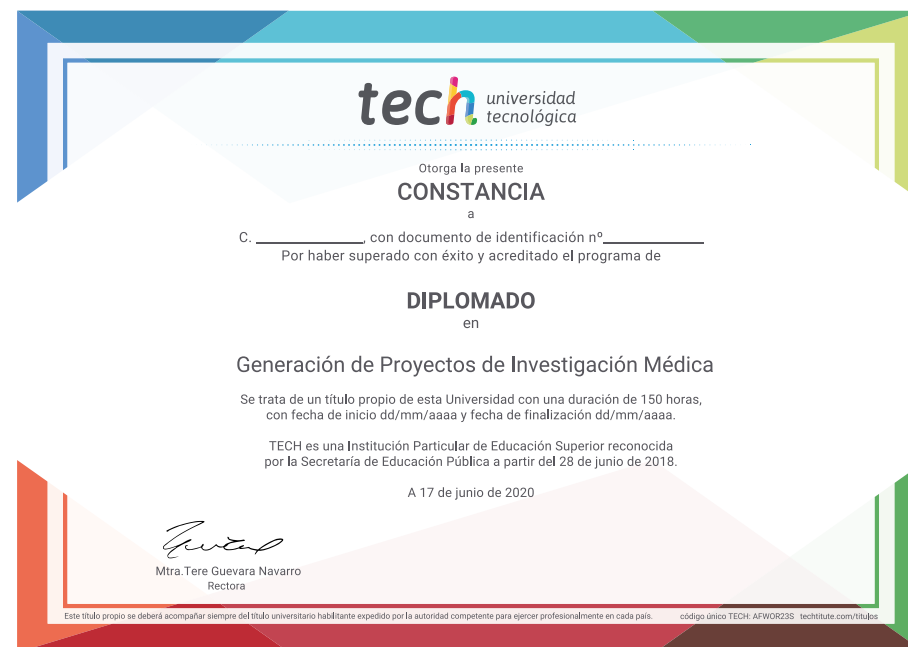 tech universidad
tecnológica
Otorga la presente
CONSTANCIA
a
C. ______________, con documento de identificación nº_____________
Por haber superado con éxito y acreditado el programa de
DIPLOMADO
en
Generación de Proyectos de Investigación Médica
Se trata de un título propio de esta Universidad con una duración de 150 horas,
con fecha de inicio dd/mm/aaaa y fecha de finalización dd/mm/aaaa.
TECH es una Institución Particular de Educación Superior reconocida
por la Secretaría de Educación Pública a partir del 28 de junio de 2018.
A 17 de junio de 2020
Mtra.Tere Guevara Navarro
Rectora
Este título propio se deberá acompañar siempre del título universitario habilitante expedido por la autoridad competente para ejercer profesionalmente en cada país. código único TECH: AFWOR23S techtitute.com/titulos